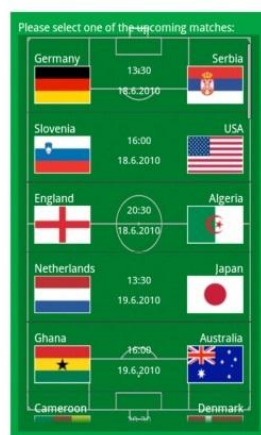 Please select one of the upcoming matches:
Germany 13:30 Serbia
18.6.2010
Slovenia 16:00 USA
18.6.2010
England 20:30 Algeria
18.6.2010
Netherlands 13:30 Japan
19.6.2010
Ghana 16:00 Australia
19.6.2010
Cameroon Denmark